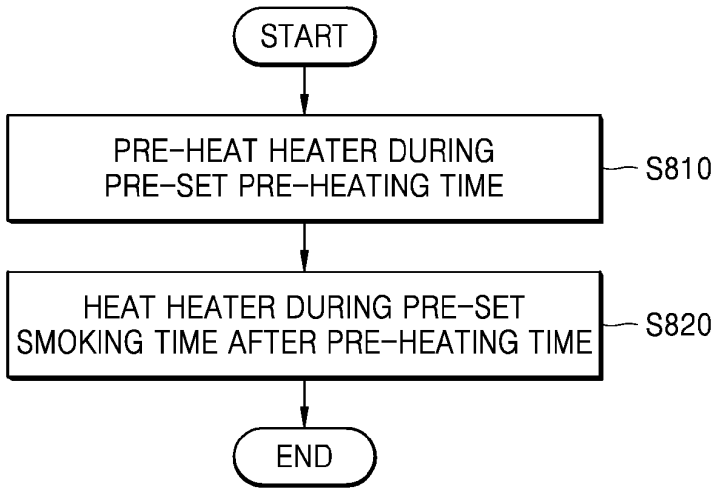 START
PRE-HEAT HEATER DURING
PRE-SET PRE-HEATING TIME
S810
HEAT HEATER DURING PRE-SET
SMOKING TIME AFTER PRE-HEATING TIME
S820
END